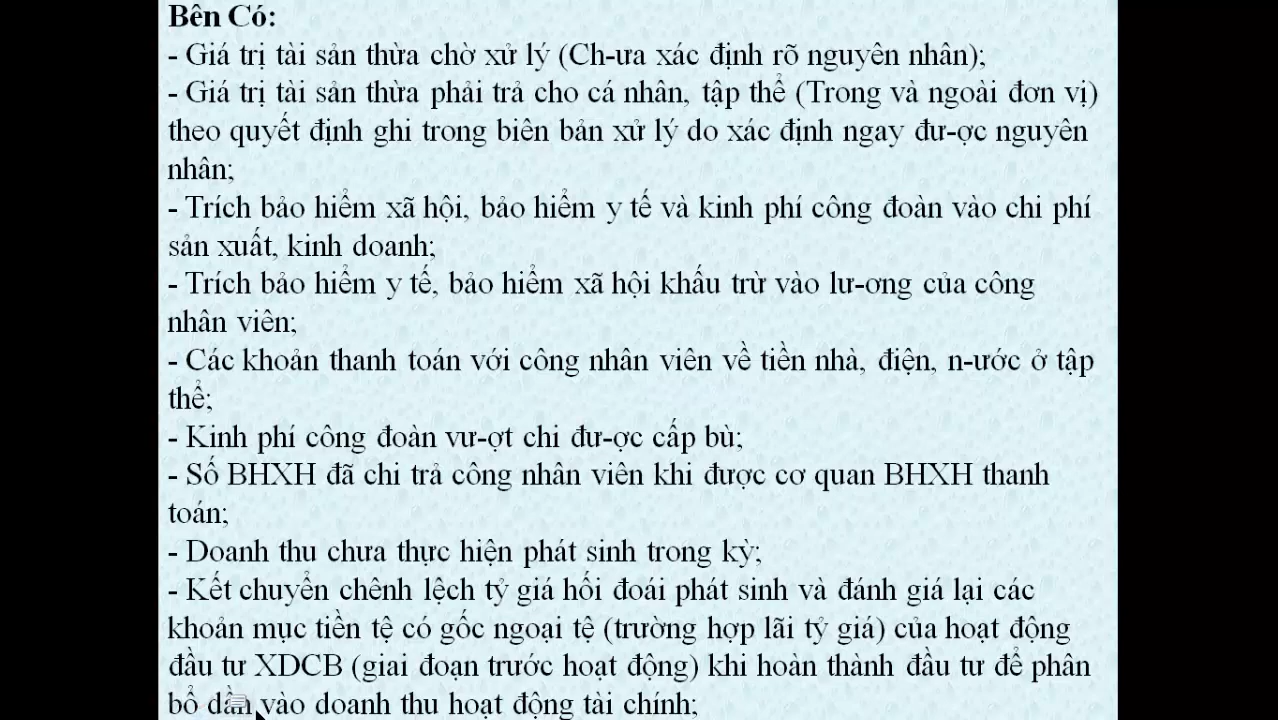 Bên Có:
- Giá trị tài sản thừa chờ xử lý (Ch-ưa xác định rõ nguyên nhân);
- Giá trị tài sản thừa phải trả cho cá nhân, tập thể (Trong và ngoài đơn vị)
theo quyết định ghi trong biên bản xử lý do xác định ngay đư-ợc nguyên
nhân;
- Trích bảo hiểm xã hội, bảo hiểm y tế và kinh phí công đoàn vào chi phí
sản xuất, kinh doanh;
- Trích bảo hiểm y tế, bảo hiểm xã hội khấu trừ vào lư-ơng của công
nhân viên;
- Các khoản thanh toán với công nhân viên về tiền nhà, điện, n-ước ở tập
thể;
- Kinh phí công đoàn vư-ợt chi đư-ợc cấp bù;
- Số BHXH đã chi trả công nhân viên khi được cơ quan BHXH thanh
toán;
- Doanh thu chưa thực hiện phát sinh trong kỳ;
- Kết chuyển chênh lệch tỷ giá hối đoái phát sinh và đánh giá lại các
khoản mục tiền tệ có gốc ngoại tệ (trường hợp lãi tỷ giá) của hoạt động
đầu tư XDCB (giai đoạn trước hoạt động) khi hoàn thành đầu tư để phân
bổ dần vào doanh thu hoạt động tài chính;